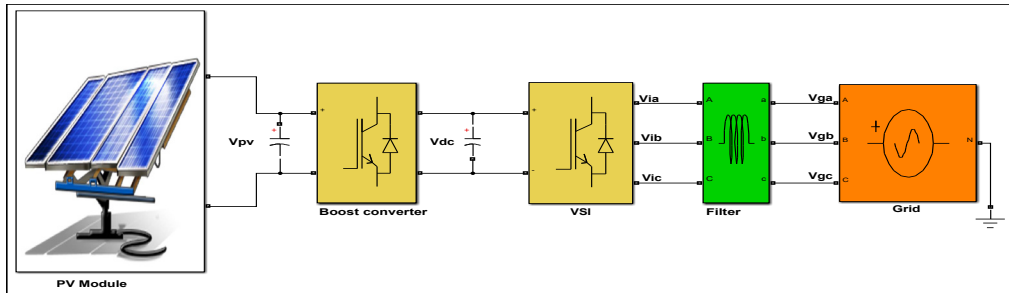 Vpv
+
+
Boost converter
+
-
Vdc
+
+
-
VSI
Via
Vib
Vic
A
B
C
a
b
c
Filter
Vga
Vgb
Vgc
A
B
C
+
N
Grid
PV Module